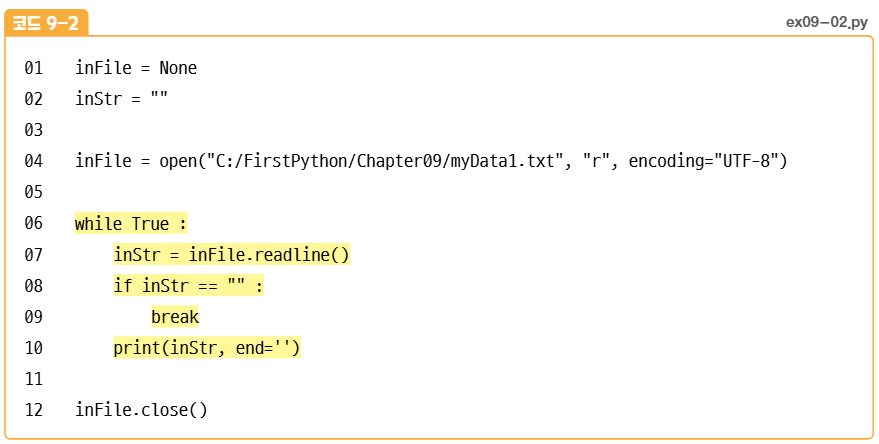 코드 9-2
ex09-02.py
01 inFile = None
02 inStr = ""
03
04 inFile = open("C:/FirstPython/Chapter09/myData1.txt", "r", encoding="UTF-8")
05
06 while True :
07     inStr = inFile.readline()
08     if inStr == "" :
09         break
10     print(inStr, end='')
11
12 inFile.close()